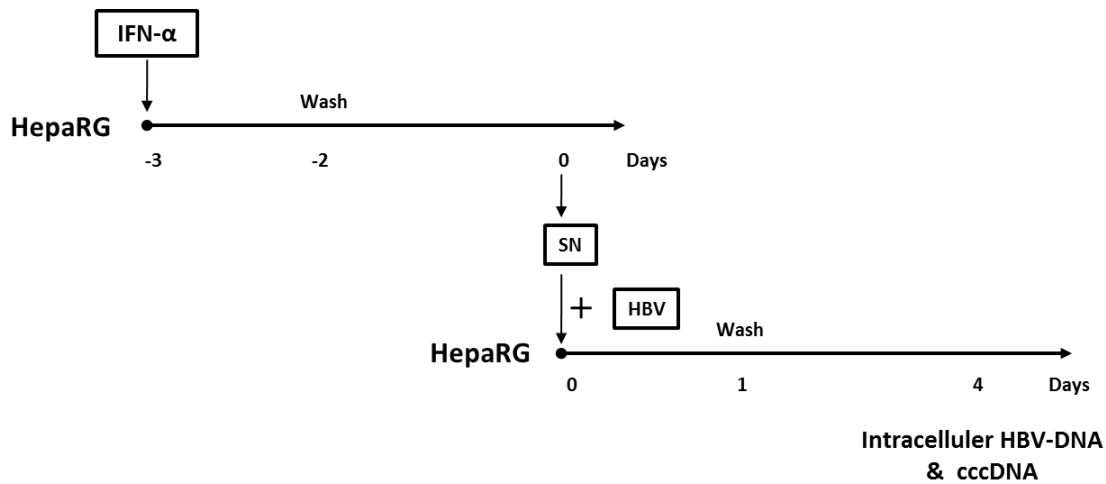 IFN-α
Wash
HepaRG
-3 -2 0 Days
SN
+ HBV
Wash
HepaRG
0 1 4 Days
Intracelluler HBV-DNA
& cccDNA